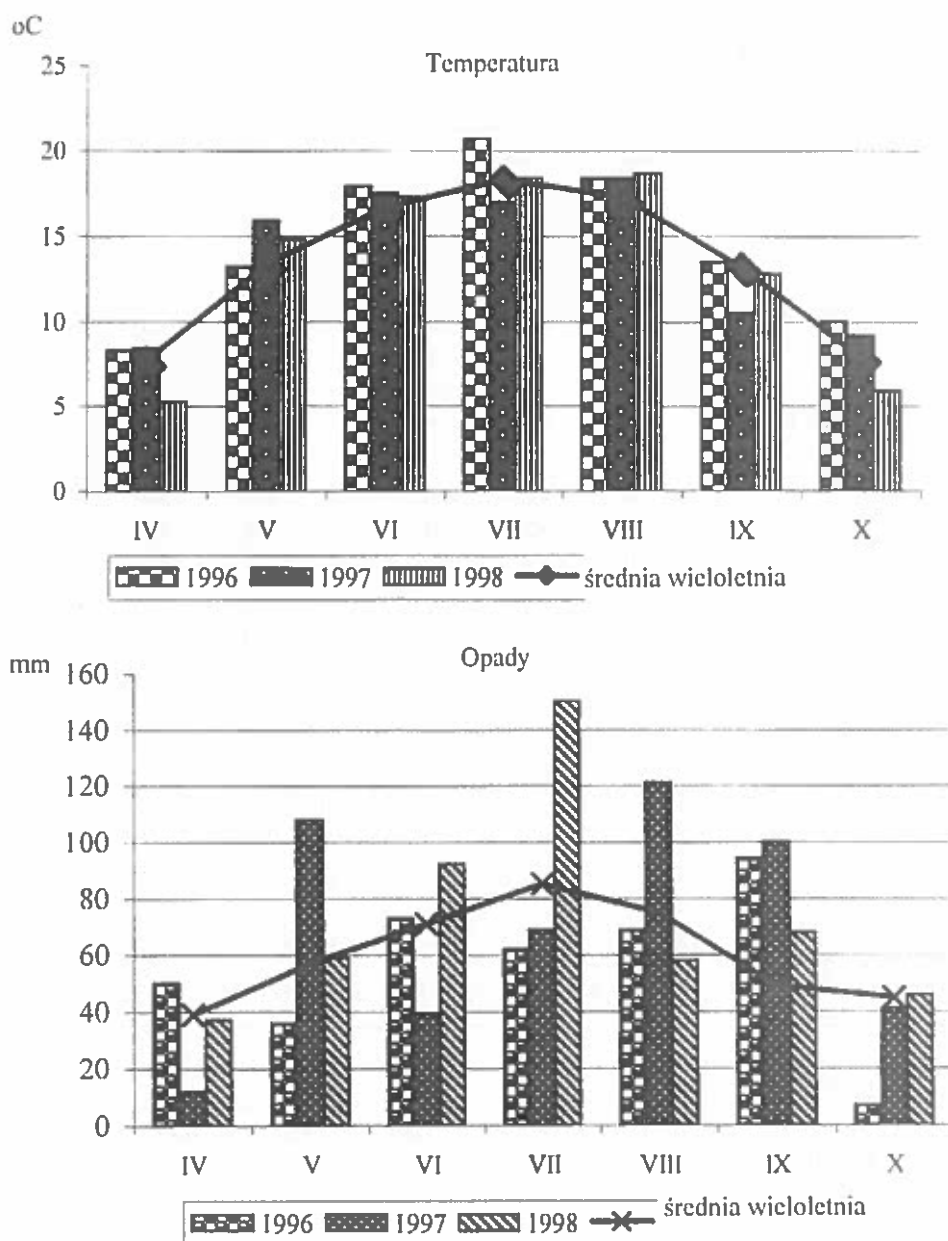 oC
Temperatura
25
20
15
10
5
0
IV V VI VII VIII IX X
1996 1997 1998 średnia wieloletnia
mm
Opady
160
140
120
100
80
60
40
20
0
IV V VI VII VIII IX X
1996 1997 1998 średnia wieloletnia